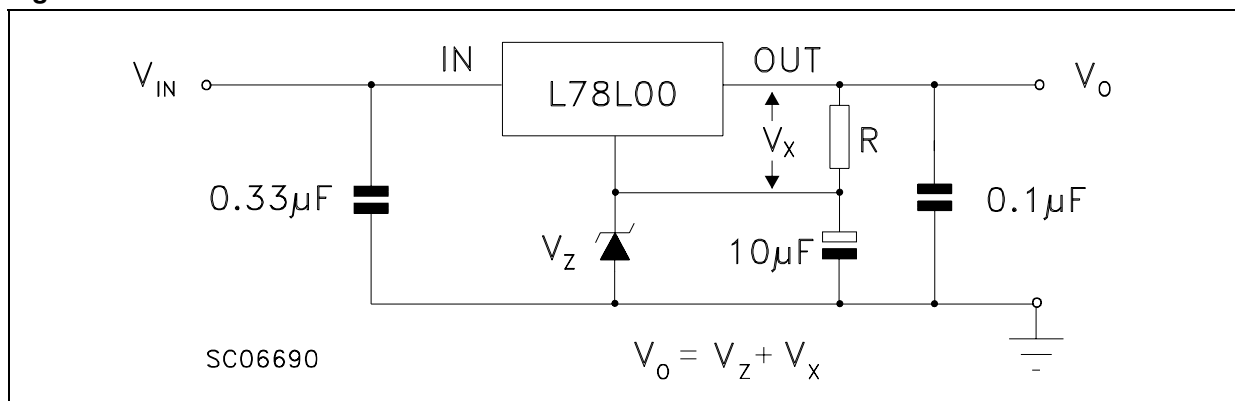 V_IN
IN
L78L00
OUT
V_O
V_X
R
0.33µF
V_Z
10µF
0.1µF
SC06690
V_O = V_Z + V_X